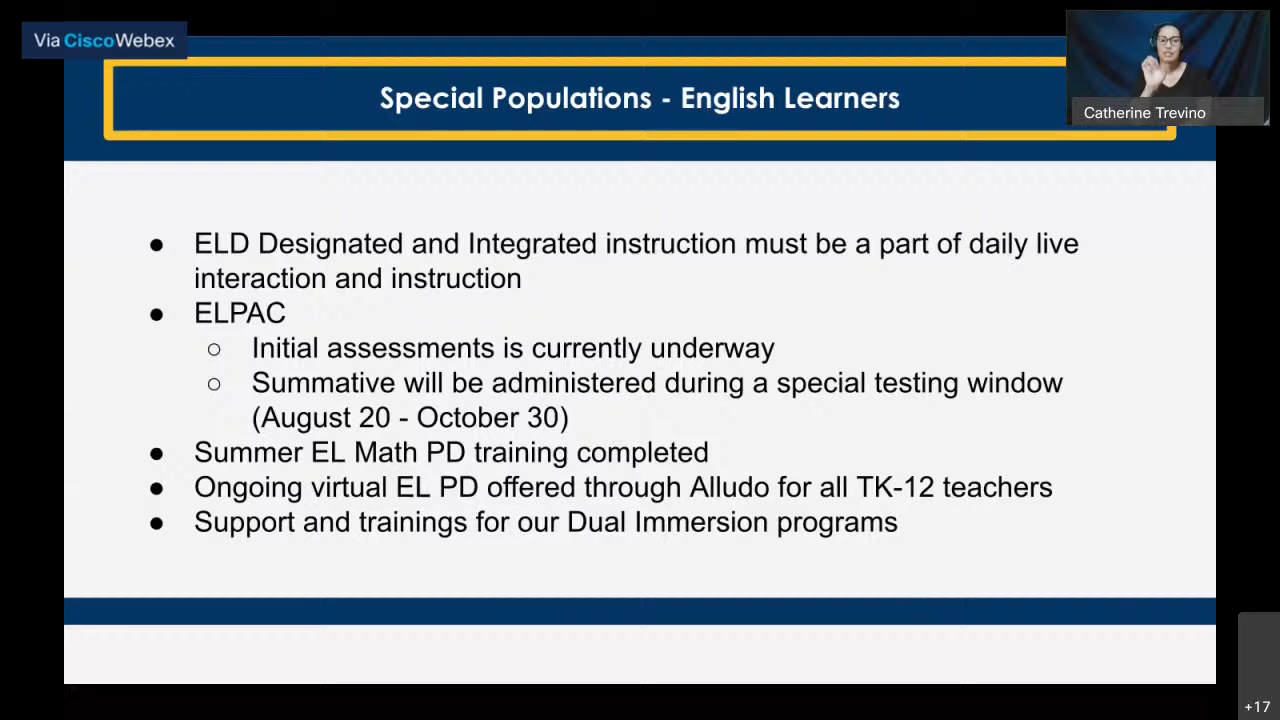 Via CiscoWebex
Special Populations - English Learners
Catherine Trevino
● ELD Designated and Integrated instruction must be a part of daily live
interaction and instruction
● ELPAC
○ Initial assessments is currently underway
○ Summative will be administered during a special testing window
(August 20 - October 30)
● Summer EL Math PD training completed
● Ongoing virtual EL PD offered through Alludo for all TK-12 teachers
● Support and trainings for our Dual Immersion programs
+17